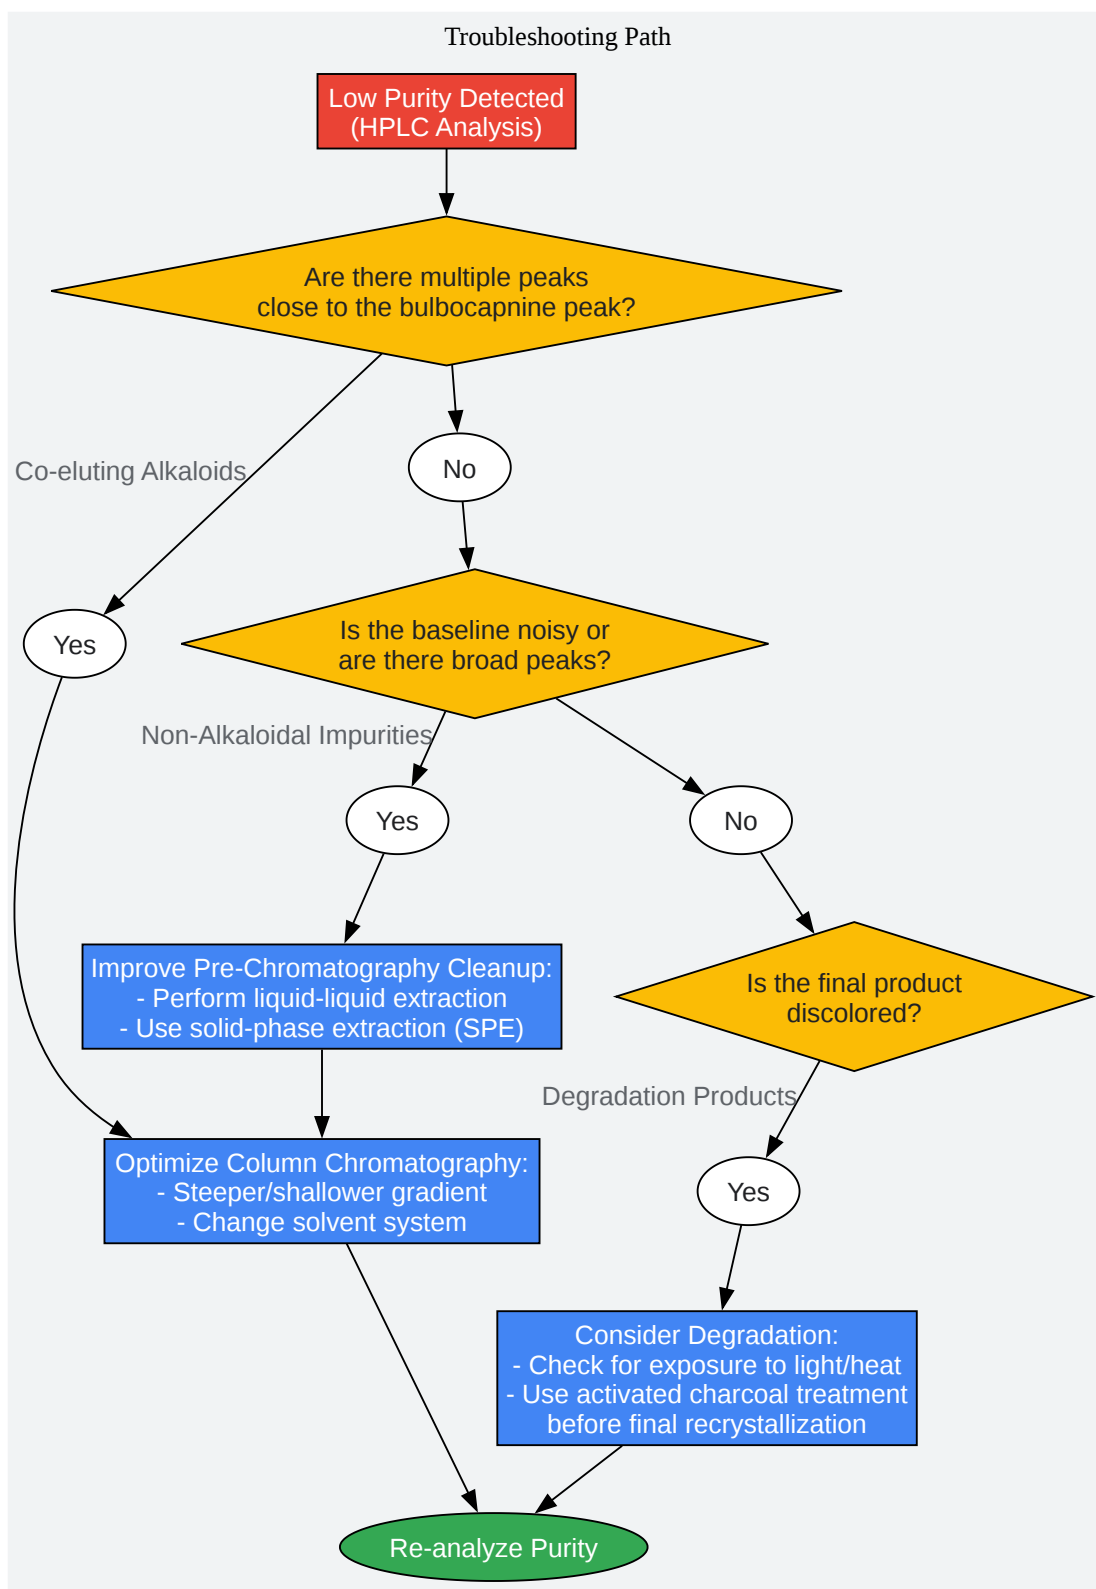 Troubleshooting Path
Low Purity Detected
(HPLC Analysis)
Are there multiple peaks
close to the bulbocapnine peak?
Co-eluting Alkaloids
No
Yes
Is the baseline noisy or
are there broad peaks?
Non-Alkaloidal Impurities
Yes
No
Improve Pre-Chromatography Cleanup:
- Perform liquid-liquid extraction
- Use solid-phase extraction (SPE)
Is the final product
discolored?
Degradation Products
Optimize Column Chromatography:
- Steeper/shallower gradient
- Change solvent system
Yes
Consider Degradation:
- Check for exposure to light/heat
- Use activated charcoal treatment
before final recrystallization
Re-analyze Purity